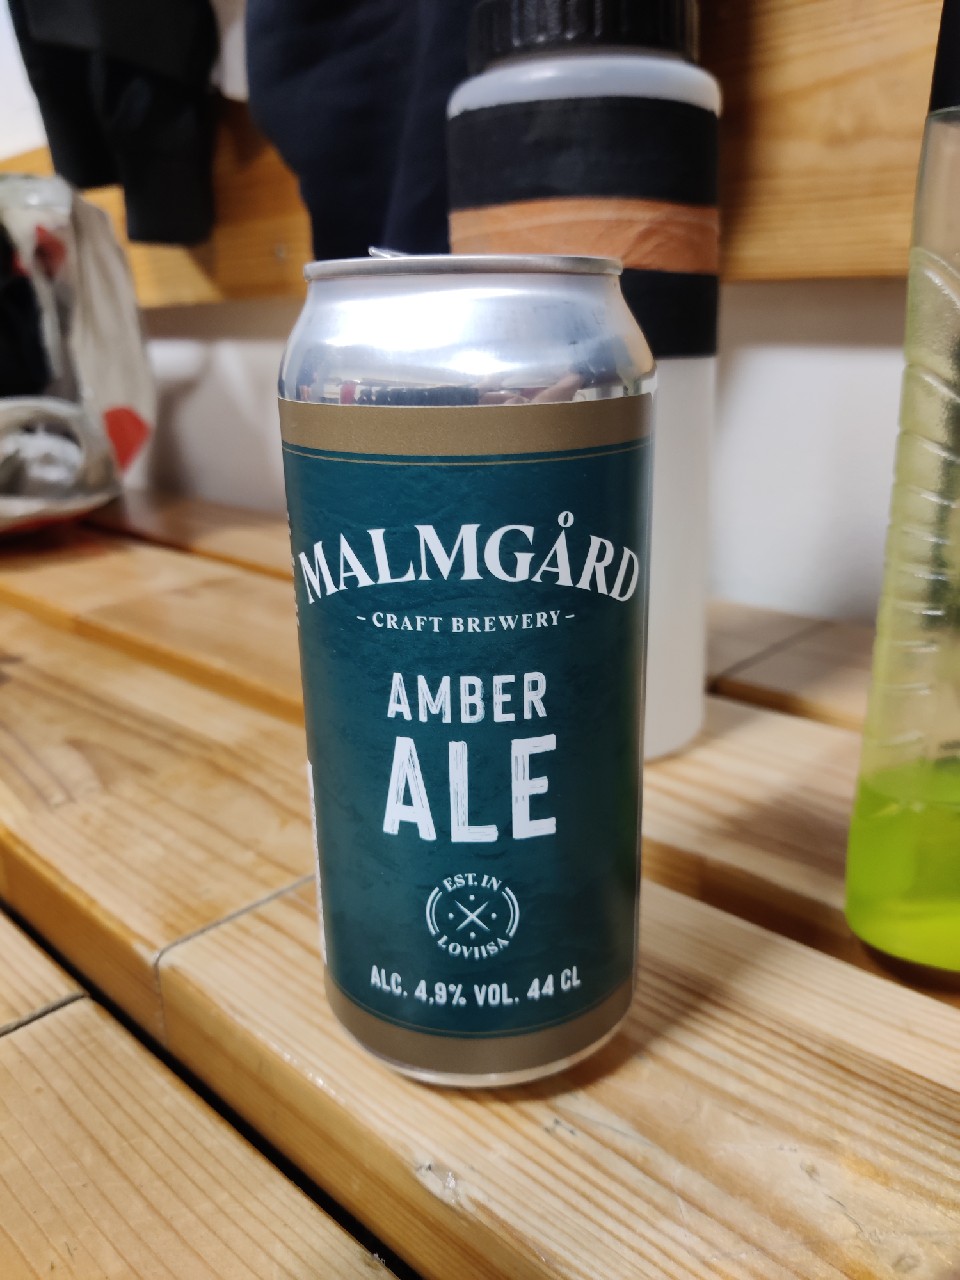 MALMGÅRD
- CRAFT BREWERY -
AMBER
ALE
EST. IN
LOVIISA
ALC. 4,9% VOL. 44 CL